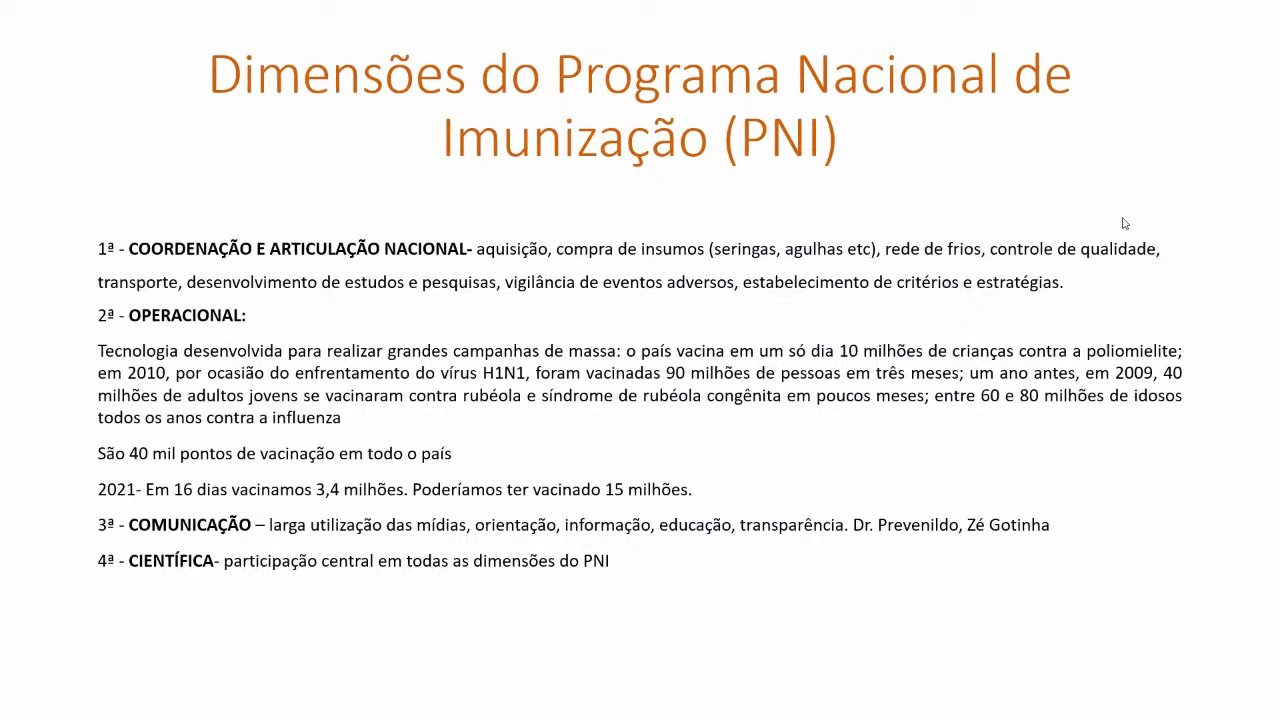 Dimensões do Programa Nacional de
Imunização (PNI)
1ª - COORDENAÇÃO E ARTICULAÇÃO NACIONAL- aquisição, compra de insumos (seringas, agulhas etc), rede de frios, controle de qualidade,
transporte, desenvolvimento de estudos e pesquisas, vigilância de eventos adversos, estabelecimento de critérios e estratégias.
2ª - OPERACIONAL:
Tecnologia desenvolvida para realizar grandes campanhas de massa: o país vacina em um só dia 10 milhões de crianças contra a poliomielite;
em 2010, por ocasião do enfrentamento do vírus H1N1, foram vacinadas 90 milhões de pessoas em três meses; um ano antes, em 2009, 40
milhões de adultos jovens se vacinaram contra rubéola e síndrome de rubéola congênita em poucos meses; entre 60 e 80 milhões de idosos
todos os anos contra a influenza
São 40 mil pontos de vacinação em todo o país
2021- Em 16 dias vacinamos 3,4 milhões. Poderíamos ter vacinado 15 milhões.
3ª - COMUNICAÇÃO – larga utilização das mídias, orientação, informação, educação, transparência. Dr. Prevenildo, Zé Gotinha
4ª - CIENTÍFICA- participação central em todas as dimensões do PNI